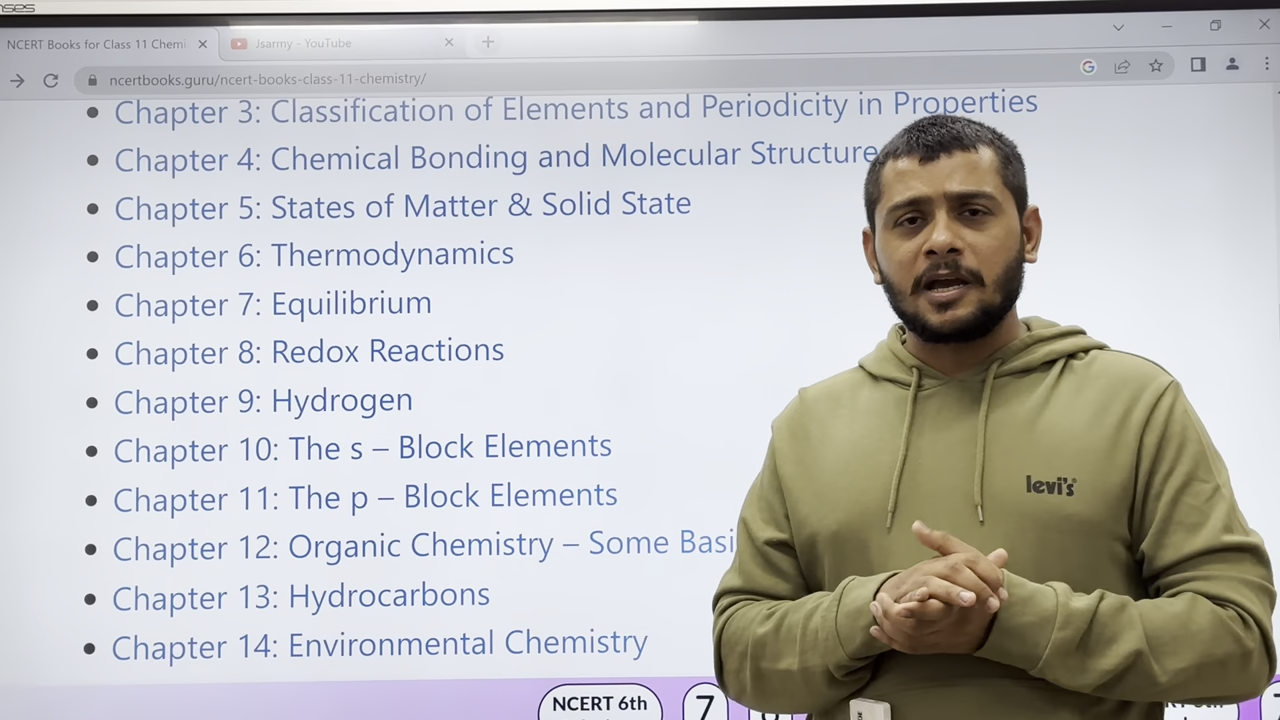 NCERT Books for Class 11 Chemi
Jsarmy - YouTube
ncertbooks.guru/ncert-books-class-11-chemistry/
Chapter 3: Classification of Elements and Periodicity in Properties
Chapter 4: Chemical Bonding and Molecular Structure
Chapter 5: States of Matter & Solid State
Chapter 6: Thermodynamics
Chapter 7: Equilibrium
Chapter 8: Redox Reactions
Chapter 9: Hydrogen
Chapter 10: The s – Block Elements
Chapter 11: The p – Block Elements
Chapter 12: Organic Chemistry – Some Basi
Chapter 13: Hydrocarbons
Chapter 14: Environmental Chemistry
levi's
NCERT 6th
7